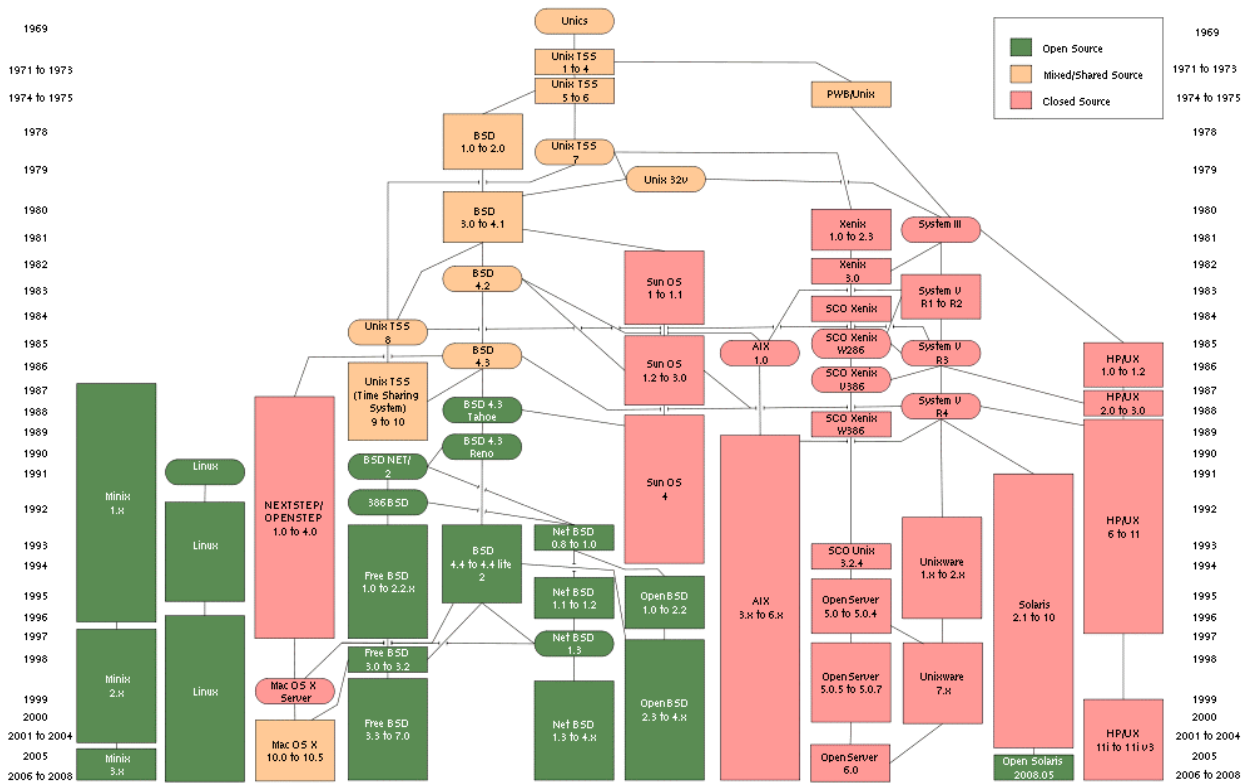 1969
1971 to 1973
1974 to 1975
1978
1979
1980
1981
1982
1983
1984
1985
1986
1987
1988
1989
1990
1991
1992
1993
1994
1995
1996
1997
1998
1999
2000
2001 to 2004
2005
2006 to 2008
Unics
Unix TSS
1 to 4
Unix TSS
5 to 6
PWB/Unix
BSD
1.0 to 2.0
Unix TSS
7
Unix 32v
BSD
3.0 to 4.1
Xenix
1.0 to 2.3
System III
Sun OS
1 to 1.1
Xenix
3.0
BSD
4.2
System V
R1 to R2
SCO Xenix
Unix TSS
8
SCO Xenix
W286
AIX
1.0
System V
R3
BSD
4.3
Sun OS
1.2 to 3.0
HP/UX
1.0 to 1.2
Unix TSS
(Time Sharing
System)
9 to 10
SCO Xenix
V386
HP/UX
2.0 to 3.0
BSD 4.3
Tahoe
System V
R4
SCO Xenix
W386
BSD 4.3
Reno
BSD NET/
2
Linux
Minix
1.x
NEXTSTEP/
OPENSTEP
1.0 to 4.0
386BSD
Sun OS
4
HP/UX
6 to 11
Linux
Net BSD
0.8 to 1.0
BSD
4.4 to 4.4 lite
2
SCO Unix
3.2.4
Unixware
1.x to 2.x
Free BSD
1.0 to 2.2.x
Net BSD
1.1 to 1.2
OpenBSD
1.0 to 2.2
AIX
3.x to 6.x
OpenServer
5.0 to 5.0.4
Solaris
2.1 to 10
Net BSD
1.3
Free BSD
3.0 to 3.2
Minix
2.x
Linux
Mac OS X
Server
OpenServer
5.0.5 to 5.0.7
Unixware
7.x
OpenBSD
2.3 to 4.x
Free BSD
3.3 to 7.0
Net BSD
1.3 to 4.x
Mac OS X
10.0 to 10.5
HP/UX
11i to 11i v3
Minix
3.x
OpenServer
6.0
Open Solaris
2008.05
Open Source
Mixed/Shared Source
Closed Source
1969
1971 to 1973
1974 to 1975
1978
1979
1980
1981
1982
1983
1984
1985
1986
1987
1988
1989
1990
1991
1992
1993
1994
1995
1996
1997
1998
1999
2000
2001 to 2004
2005
2006 to 2008